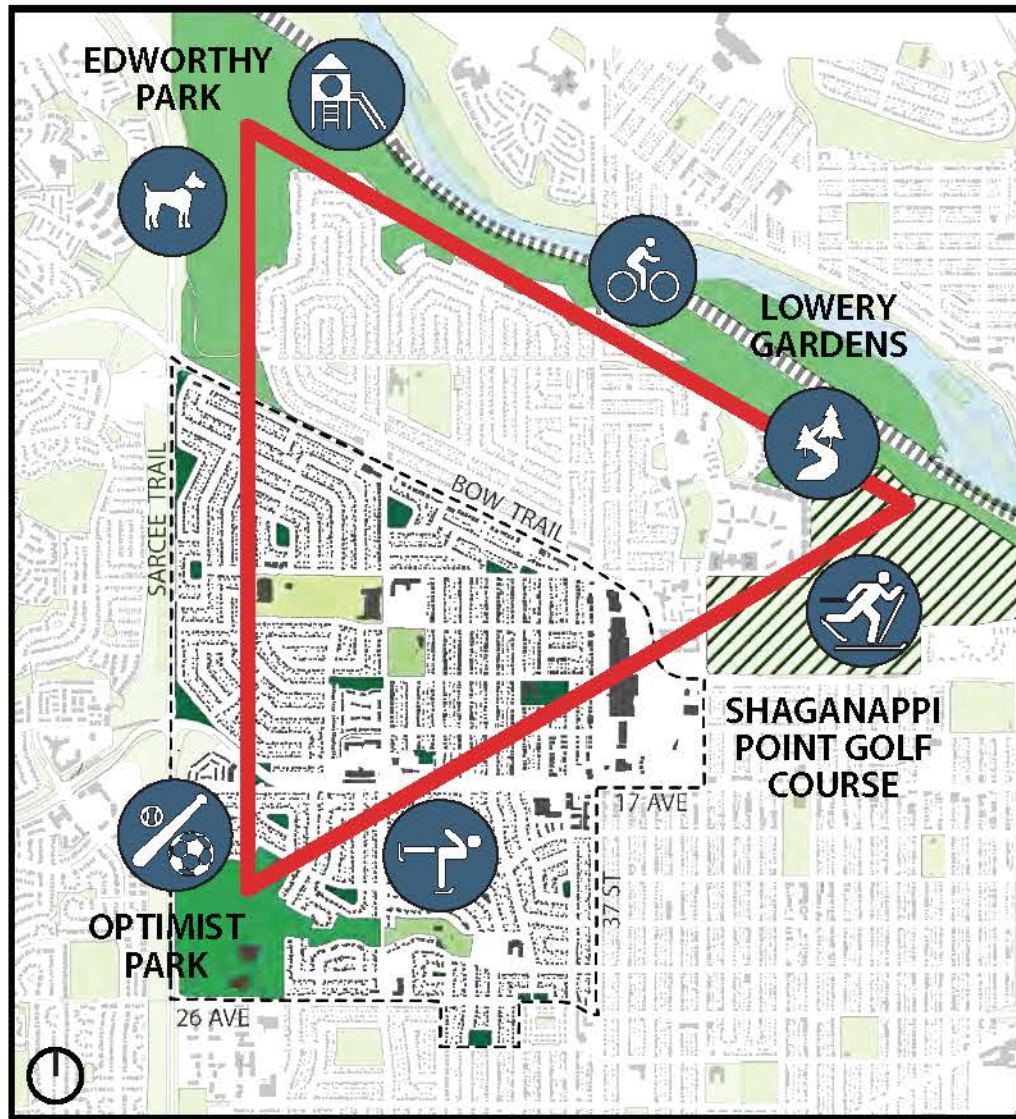 EDWORTHY
PARK
LOWERY
GARDENS
SARCEE TRAIL
BOW TRAIL
SHAGANAPPI
POINT GOLF
COURSE
17 AVE
37 ST
OPTIMIST
PARK
26 AVE